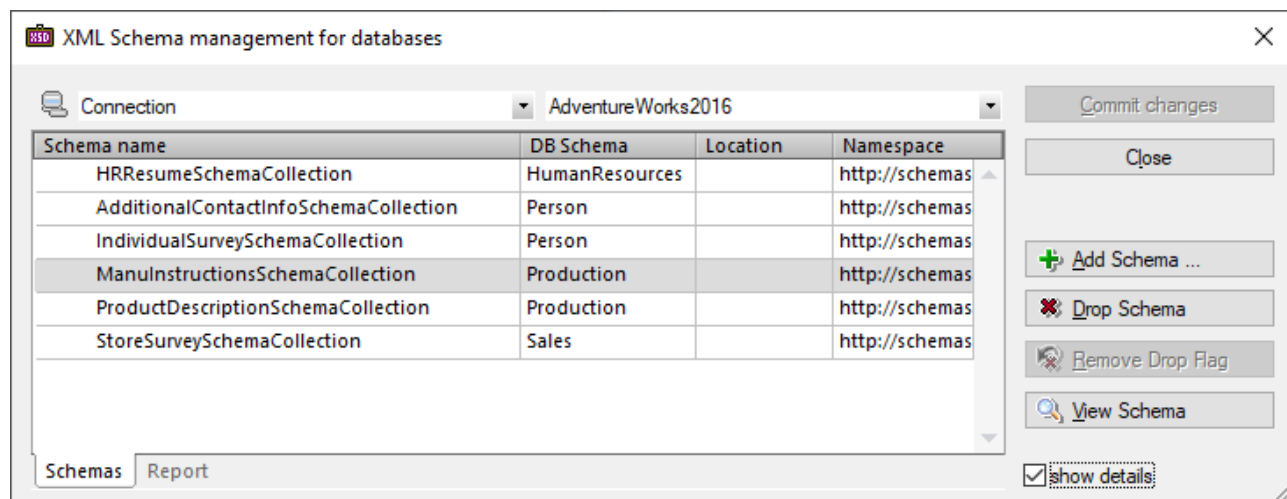 XSD XML Schema management for databases
Connection AdventureWorks2016 Commit changes
Schema name DB Schema Location Namespace
Close
HRResumeSchemaCollection HumanResources http://schemas
AdditionalContactInfoSchemaCollection Person http://schemas
IndividualSurveySchemaCollection Person http://schemas
Add Schema ...
ManuInstructionsSchemaCollection Production http://schemas
ProductDescriptionSchemaCollection Production http://schemas
Drop Schema
StoreSurveySchemaCollection Sales http://schemas
Remove Drop Flag
View Schema
Schemas Report
show details